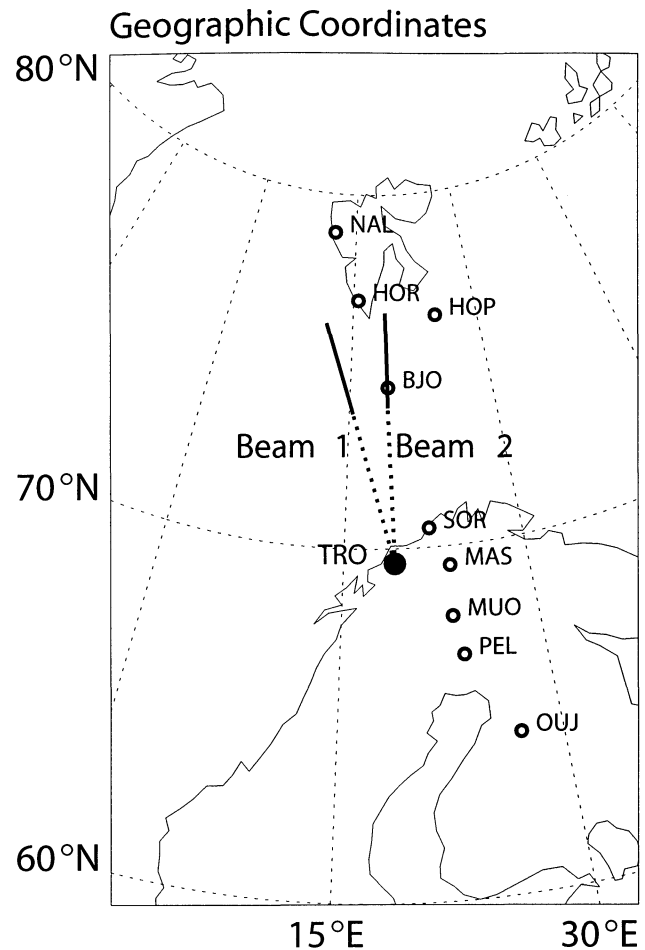 Geographic Coordinates
80°N
NAL
HOR
HOP
BJO
Beam 1
Beam 2
70°N
SOR
TRO
MAS
MUO
PEL
OUJ
60°N
15°E
30°E